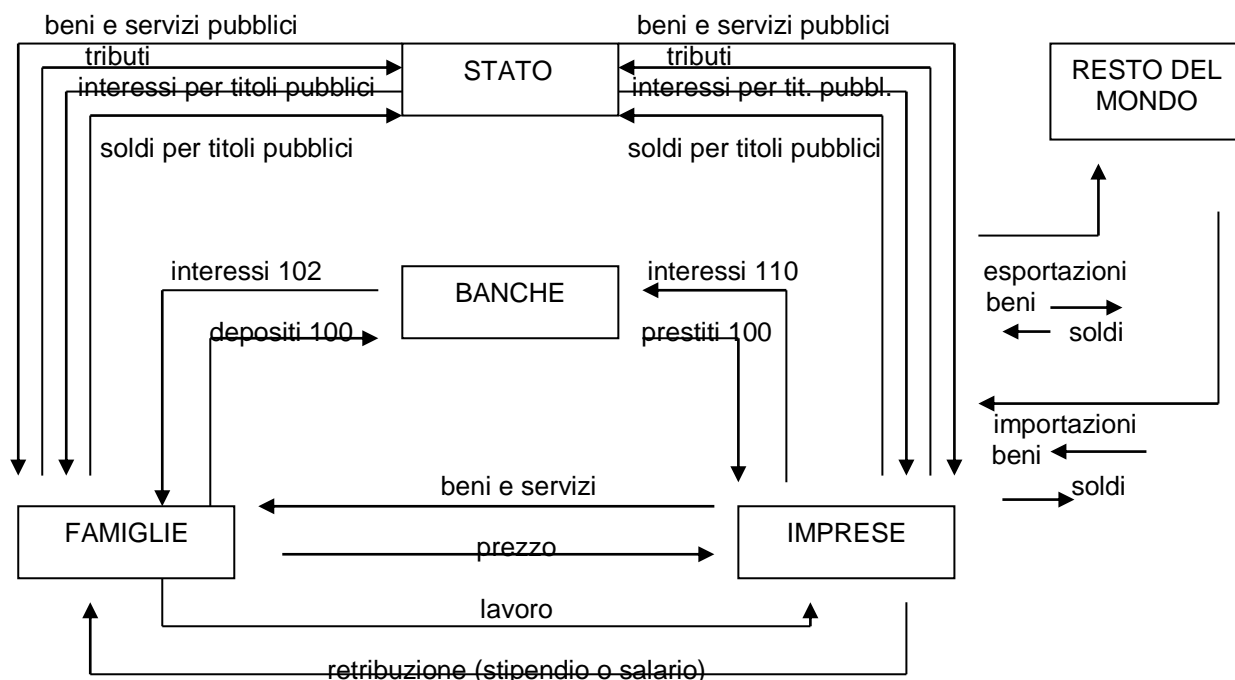 beni e servizi pubblici
beni e servizi pubblici
tributi
STATO
tributi
RESTO DEL
MONDO
interessi per titoli pubblici
interessi per tit. pubbl.
soldi per titoli pubblici
soldi per titoli pubblici
interessi 102
BANCHE
interessi 110
esportazioni
beni
depositi 100
prestiti 100
soldi
importazioni
beni
beni e servizi
soldi
FAMIGLIE
IMPRESE
prezzo
lavoro
retribuzione (stipendio o salario)